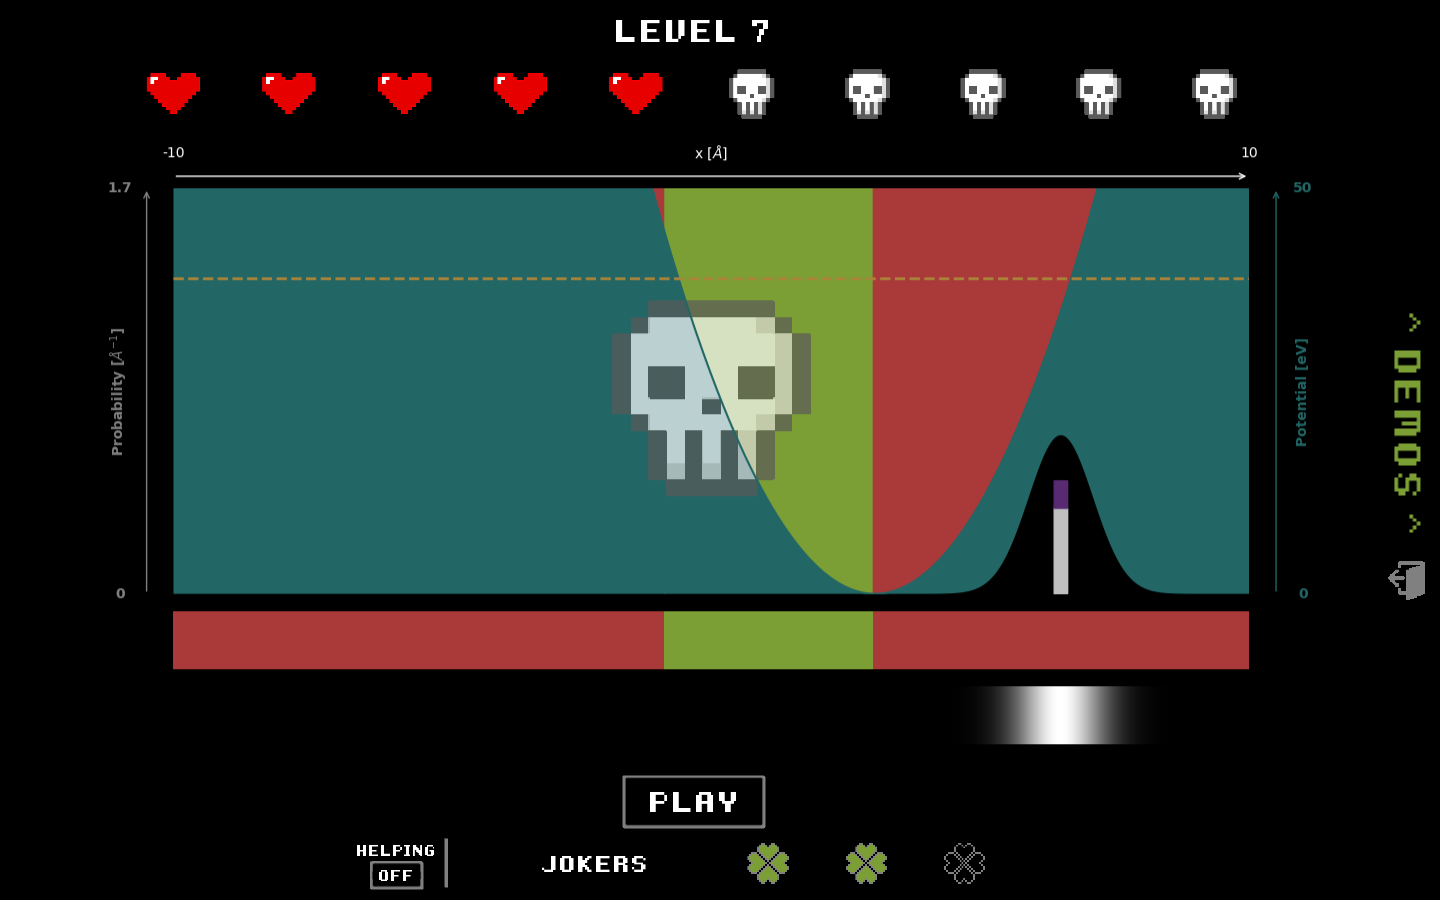 LEVEL 7
-10 x [Å] 10
1.7
50
Probability [Å⁻¹]
Potential [eV]
> DEMOS >
0
0
PLAY
HELPING
OFF
JOKERS